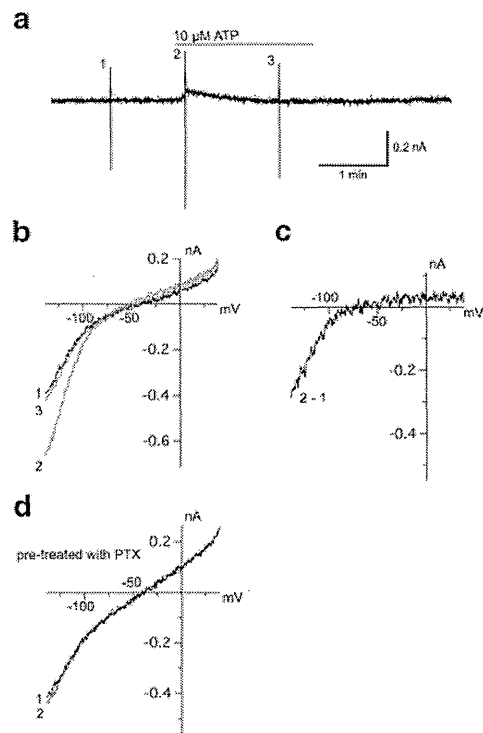 a
10 µM ATP
1
2
3
0.2 nA
1 min
b
nA
0.2
-100
-50
mV
-0.2
-0.4
-0.6
1
3
2
c
nA
-100
-50
mV
-0.2
-0.4
2 - 1
d
nA
pre-treated with PTX
0.2
-50
-100
mV
-0.2
-0.4
1
2